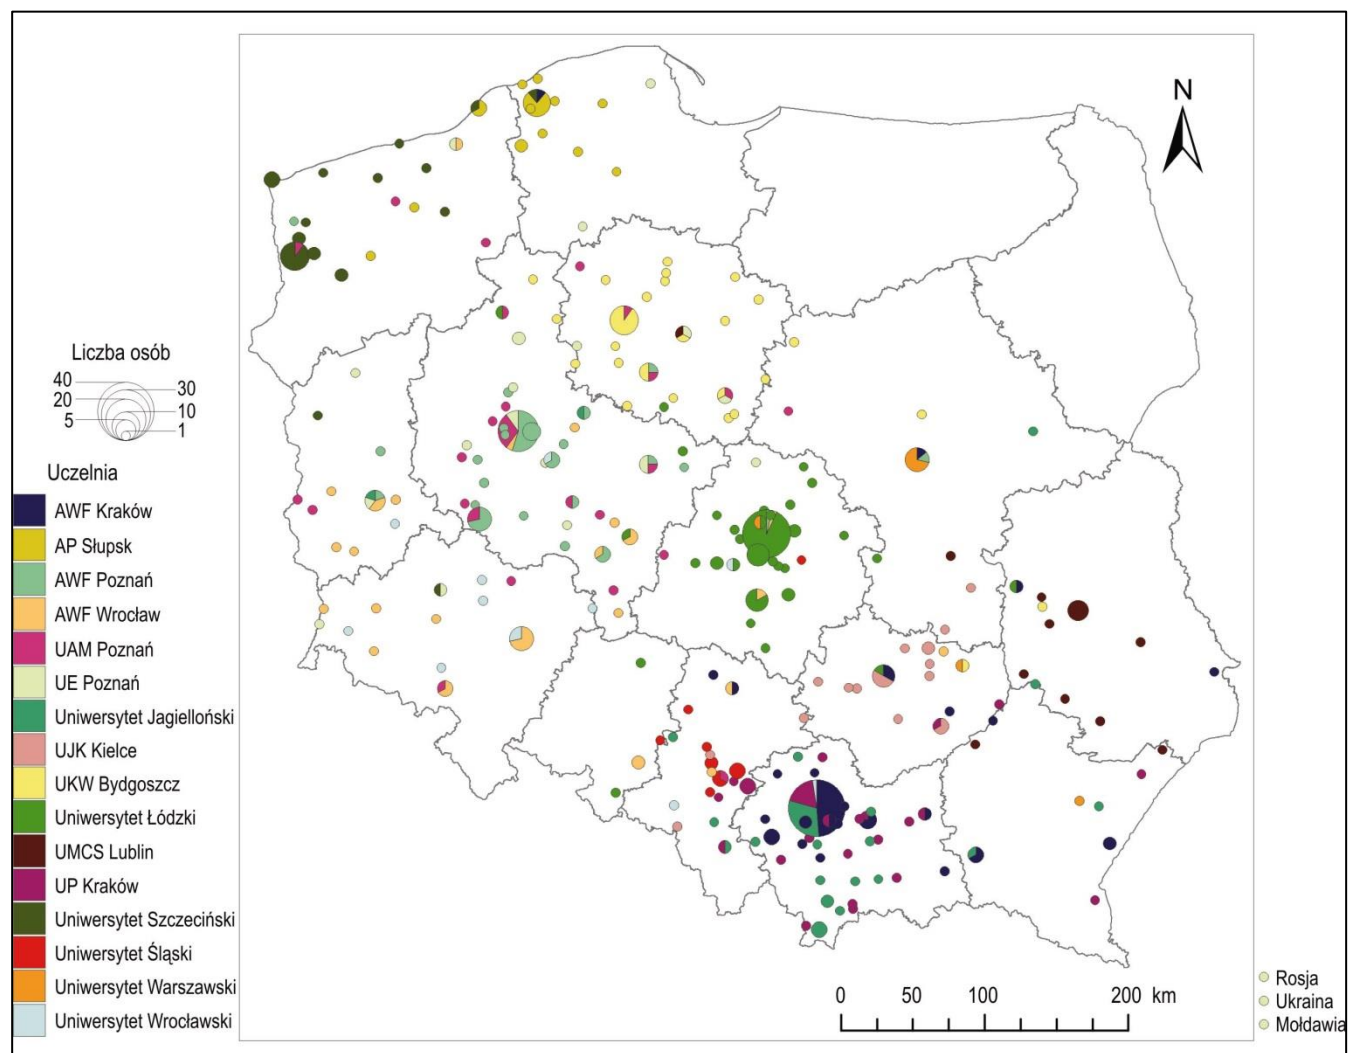 N
Liczba osób
40
30
20
10
5
1
Uczelnia
AWF Kraków
AP Słupsk
AWF Poznań
AWF Wrocław
UAM Poznań
UE Poznań
Uniwersytet Jagielloński
UJK Kielce
UKW Bydgoszcz
Uniwersytet Łódzki
UMCS Lublin
UP Kraków
Uniwersytet Szczeciński
Uniwersytet Śląski
Uniwersytet Warszawski
Uniwersytet Wrocławski
0 50 100 200 km
Rosja
Ukraina
Mołdawia